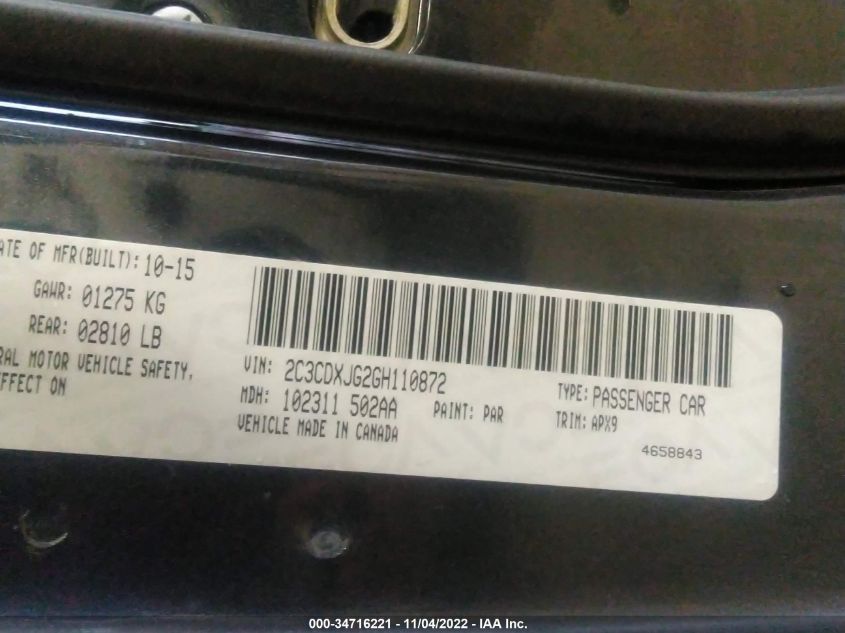 ATE OF MFR(BUILT): 10-15
GAWR: 01275 KG
REAR: 02810 LB
RAL MOTOR VEHICLE SAFETY,
EFFECT ON
VIN: 2C3CDXJG2GH110872
TYPE: PASSENGER CAR
MDH: 102311 502AA PAINT: PAR TRIM: APX9
VEHICLE MADE IN CANADA
4658843
000-34716221 - 11/04/2022 - IAA Inc.